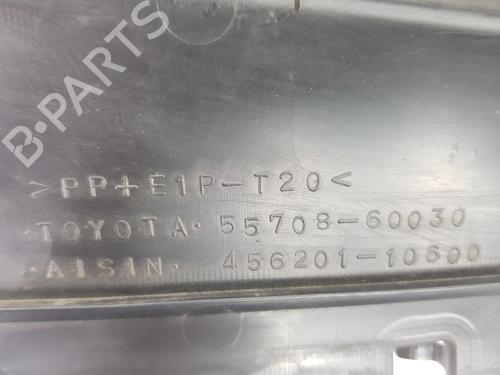 B-PARTS
>PP+E1P-T20<
·TOYOTA· 55708-60030
·AISIN· 456201-10600